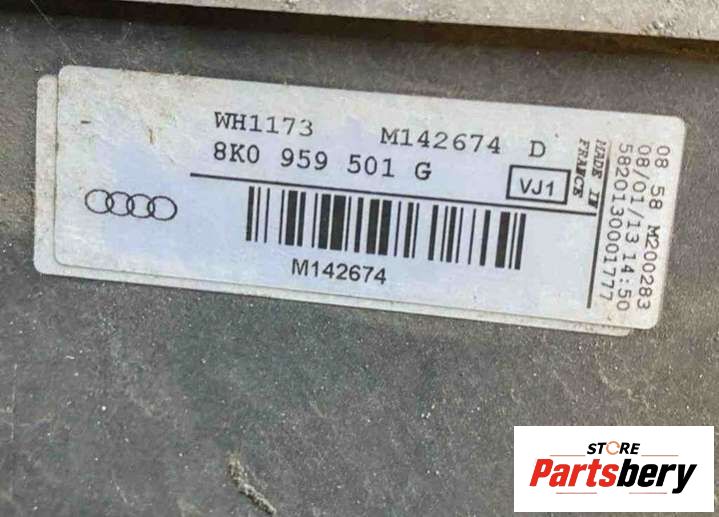 WH1173 M142674 D
8K0 959 501 G
VJ1
MADE IN
FRANCE
M142674
08 58 M200283
08/01/13 14:50
5820130001777
STORE
Partsbery